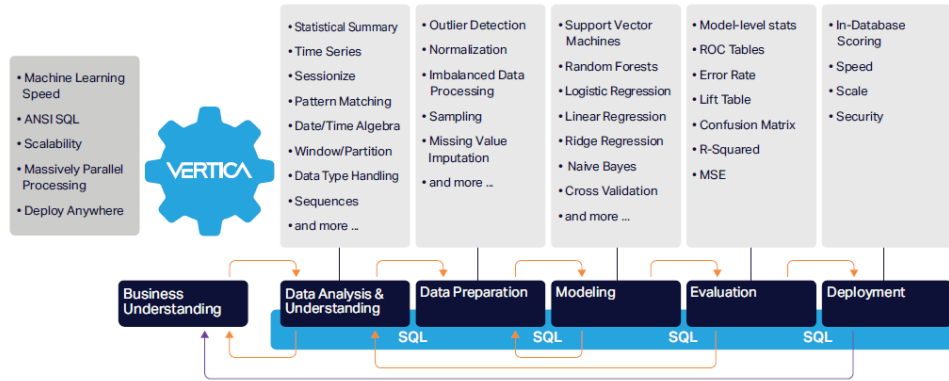 • Machine Learning
Speed
• ANSI SQL
• Scalability
• Massively Parallel
Processing
• Deploy Anywhere
VERTICA
• Statistical Summary
• Time Series
• Sessionize
• Pattern Matching
• Date/Time Algebra
• Window/Partition
• Data Type Handling
• Sequences
• and more ...
• Outlier Detection
• Normalization
• Imbalanced Data
Processing
• Sampling
• Missing Value
Imputation
• and more ...
• Support Vector
Machines
• Random Forests
• Logistic Regression
• Linear Regression
• Ridge Regression
• Naive Bayes
• Cross Validation
• and more ...
• Model-level stats
• ROC Tables
• Error Rate
• Lift Table
• Confusion Matrix
• R-Squared
• MSE
• In-Database
Scoring
• Speed
• Scale
• Security
Business
Understanding
Data Analysis &
Understanding
Data Preparation
Modeling
Evaluation
Deployment
SQL
SQL
SQL
SQL